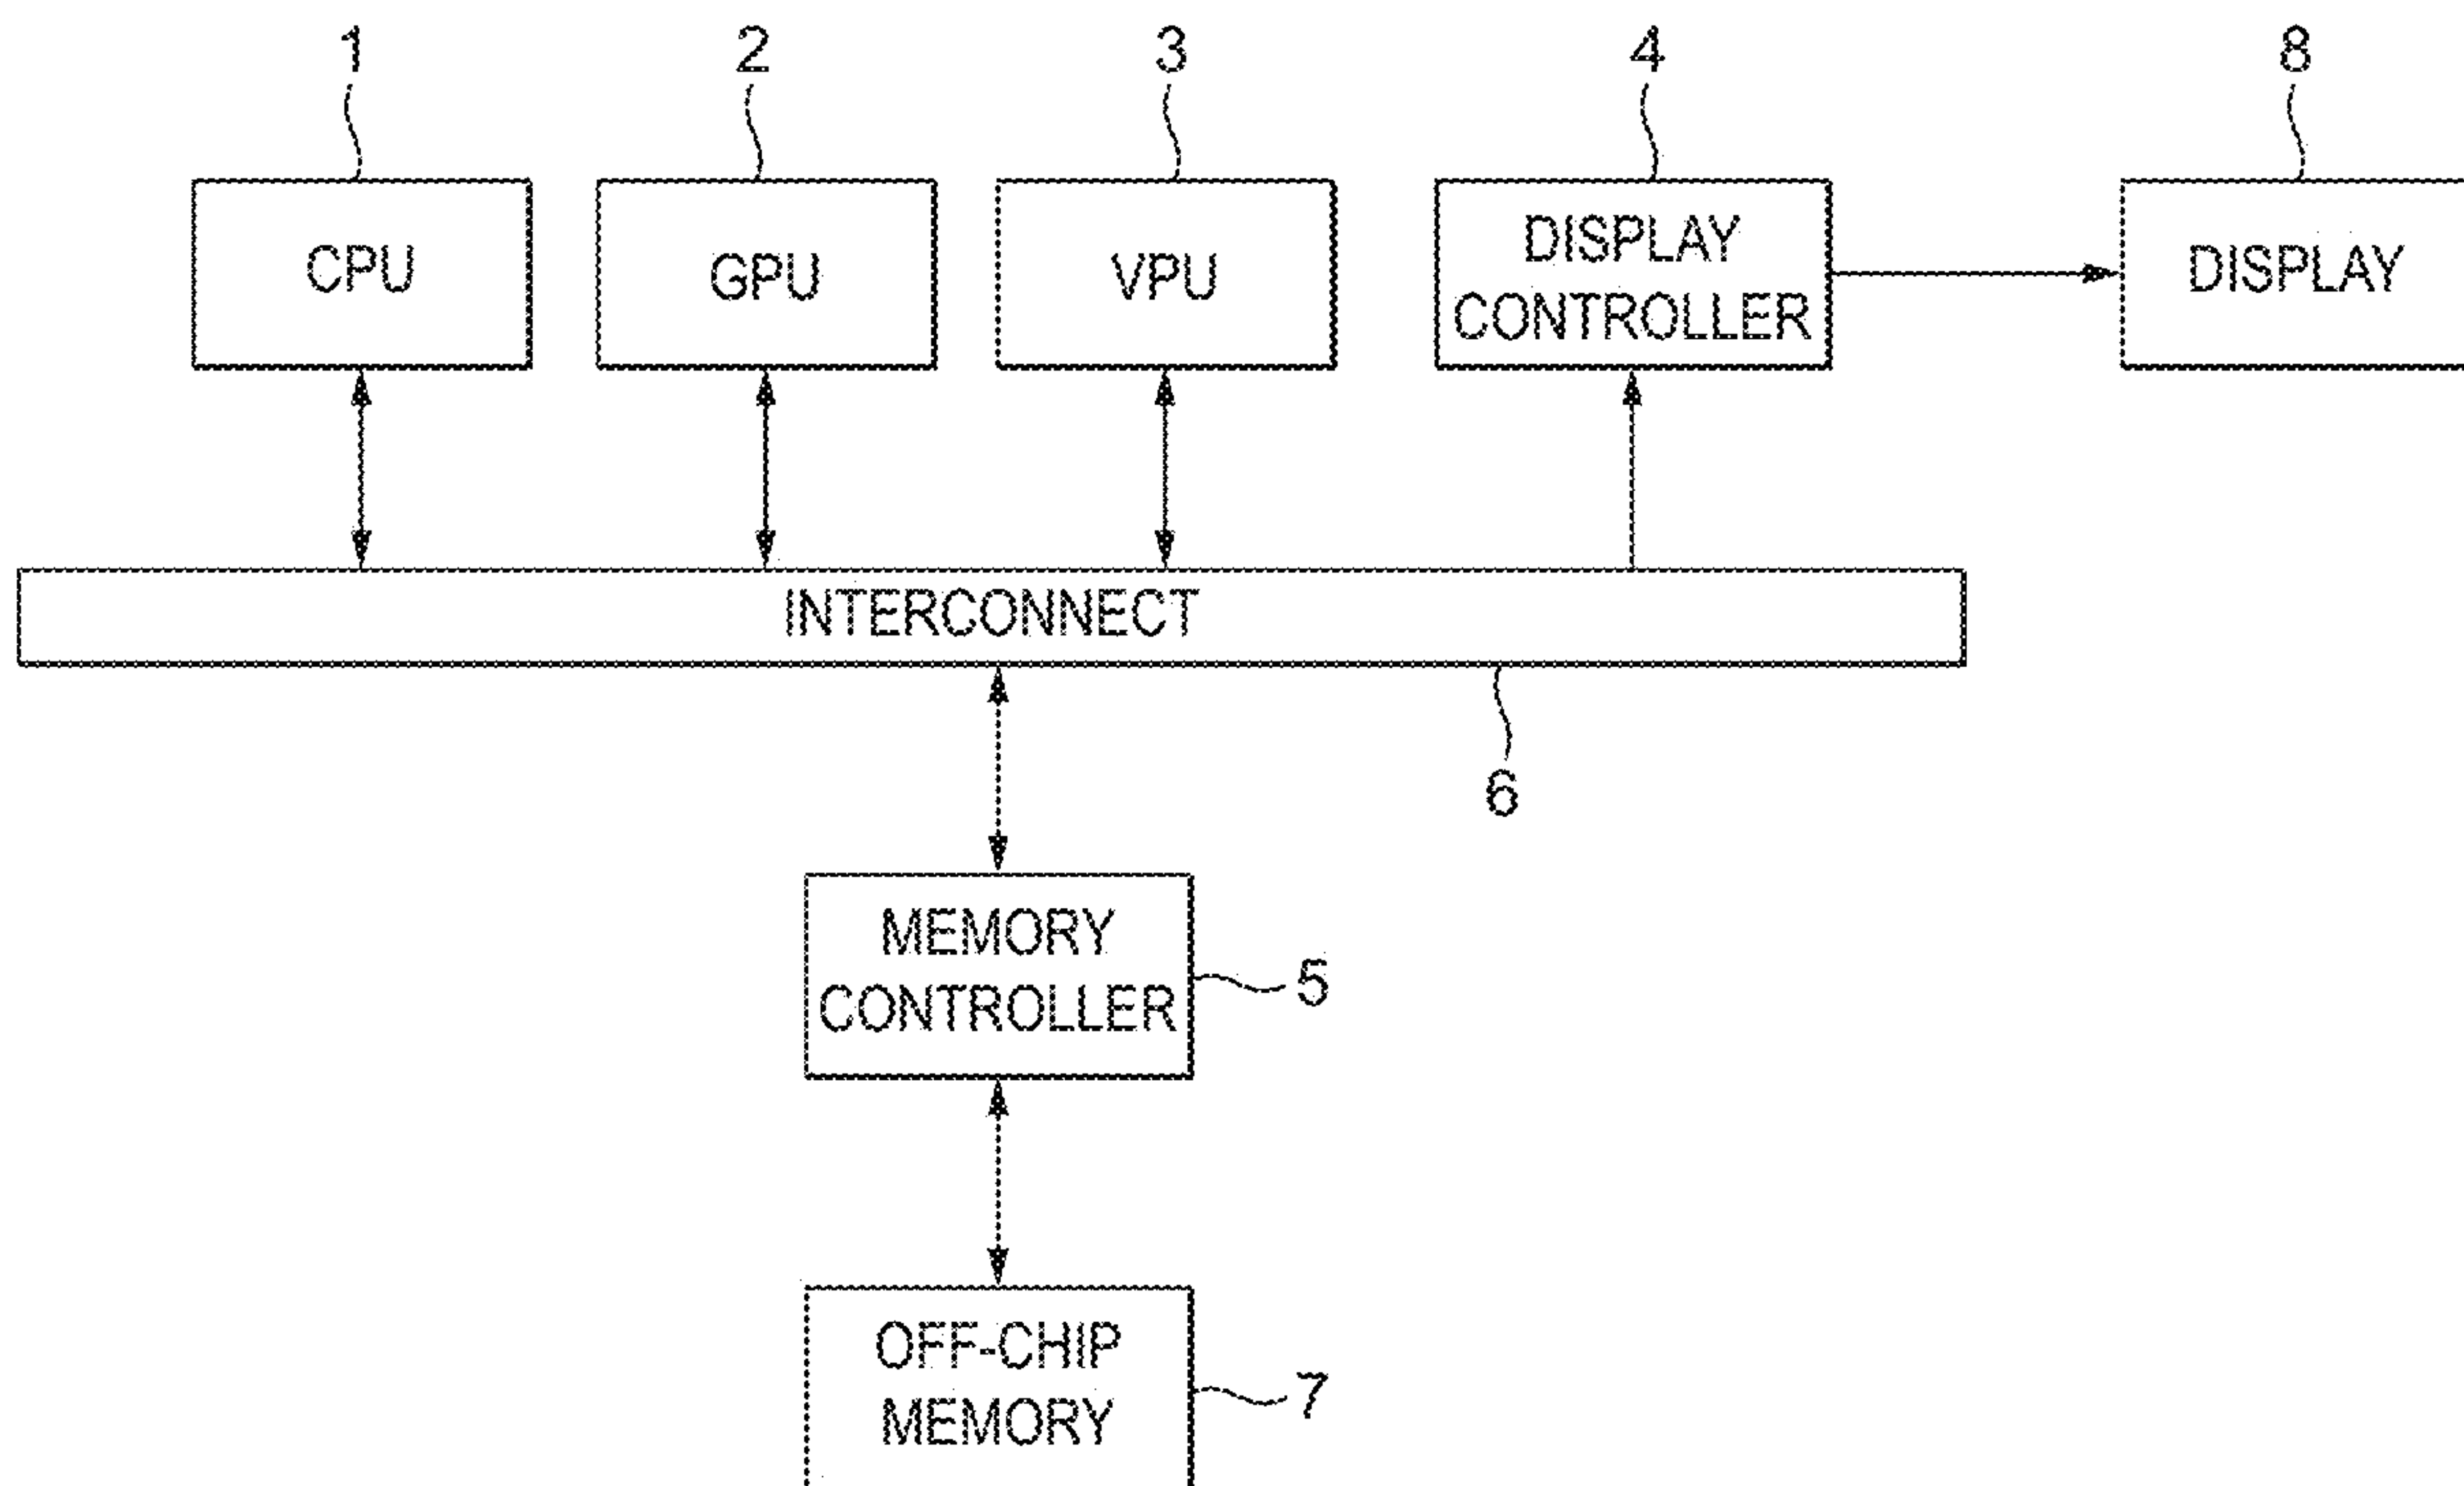 1
2
3
4
8
CPU
GPU
VPU
DISPLAY
CONTROLLER
DISPLAY
INTERCONNECT
6
MEMORY
CONTROLLER
5
OFF-CHIP
MEMORY
7